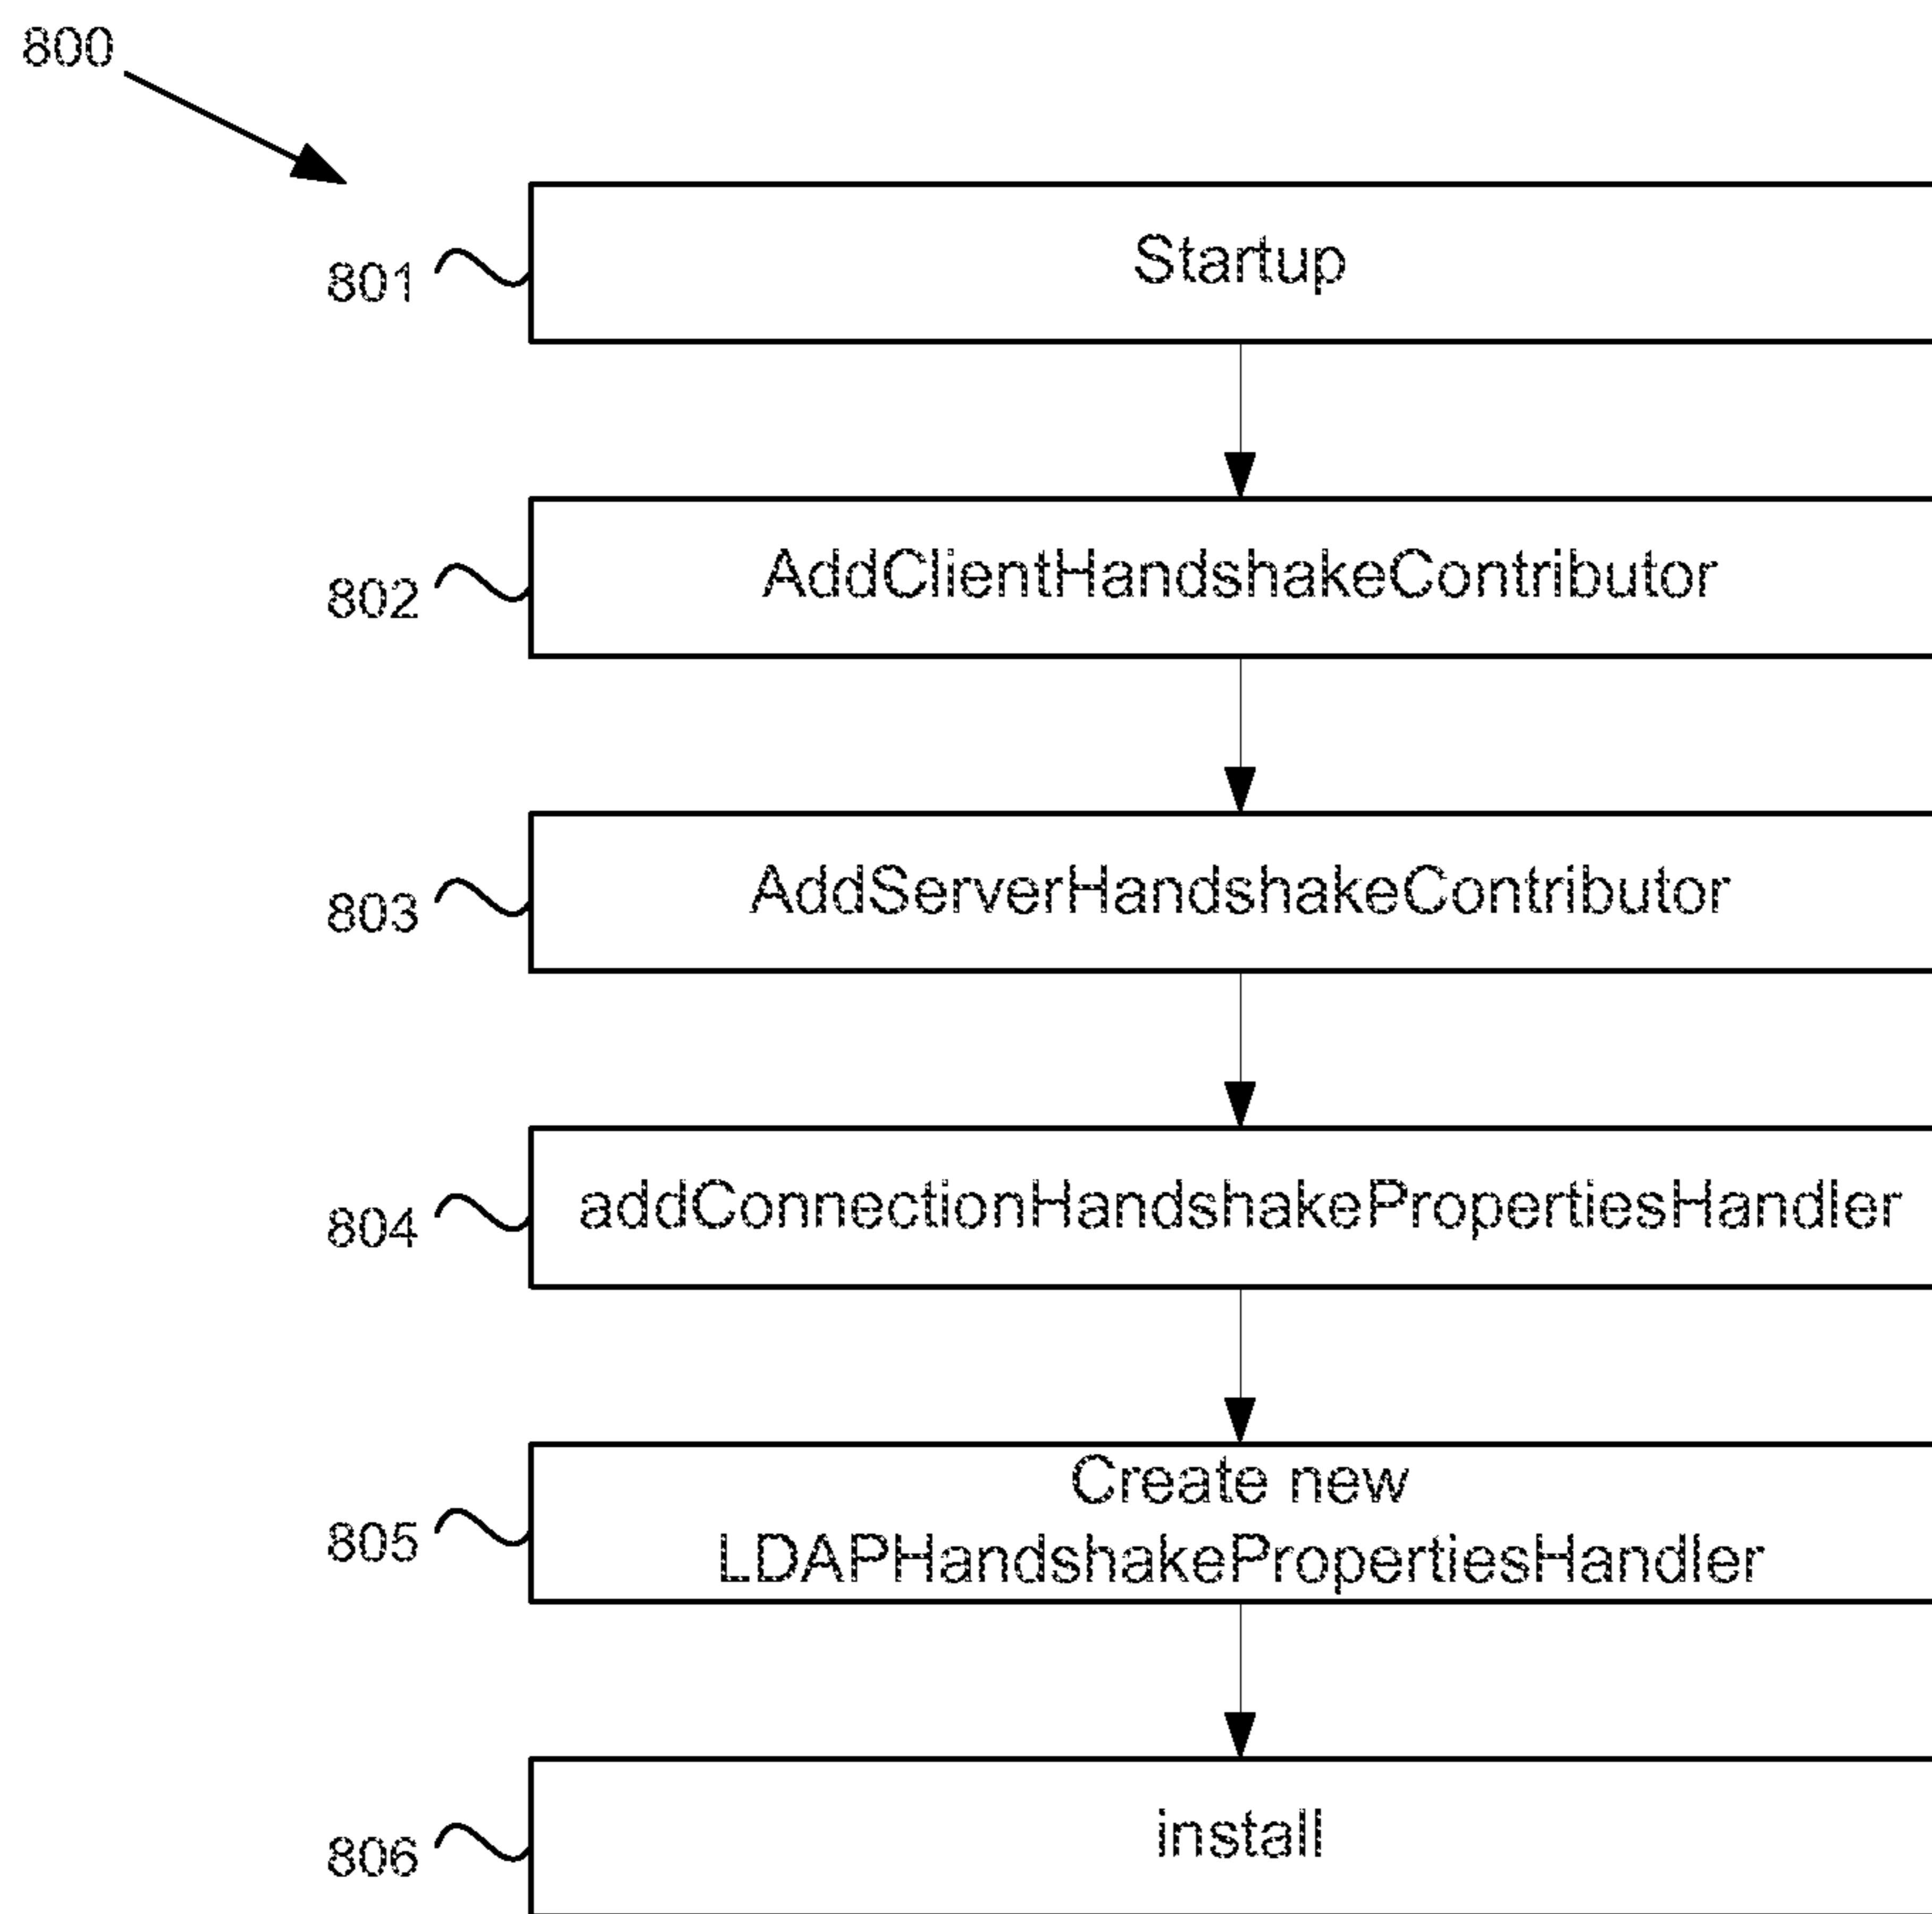 800
801
Startup
802
AddClientHandshakeContributor
803
AddServerHandshakeContributor
804
addConnectionHandshakePropertiesHandler
805
Create new
LDAPHandshakePropertiesHandler
806
install